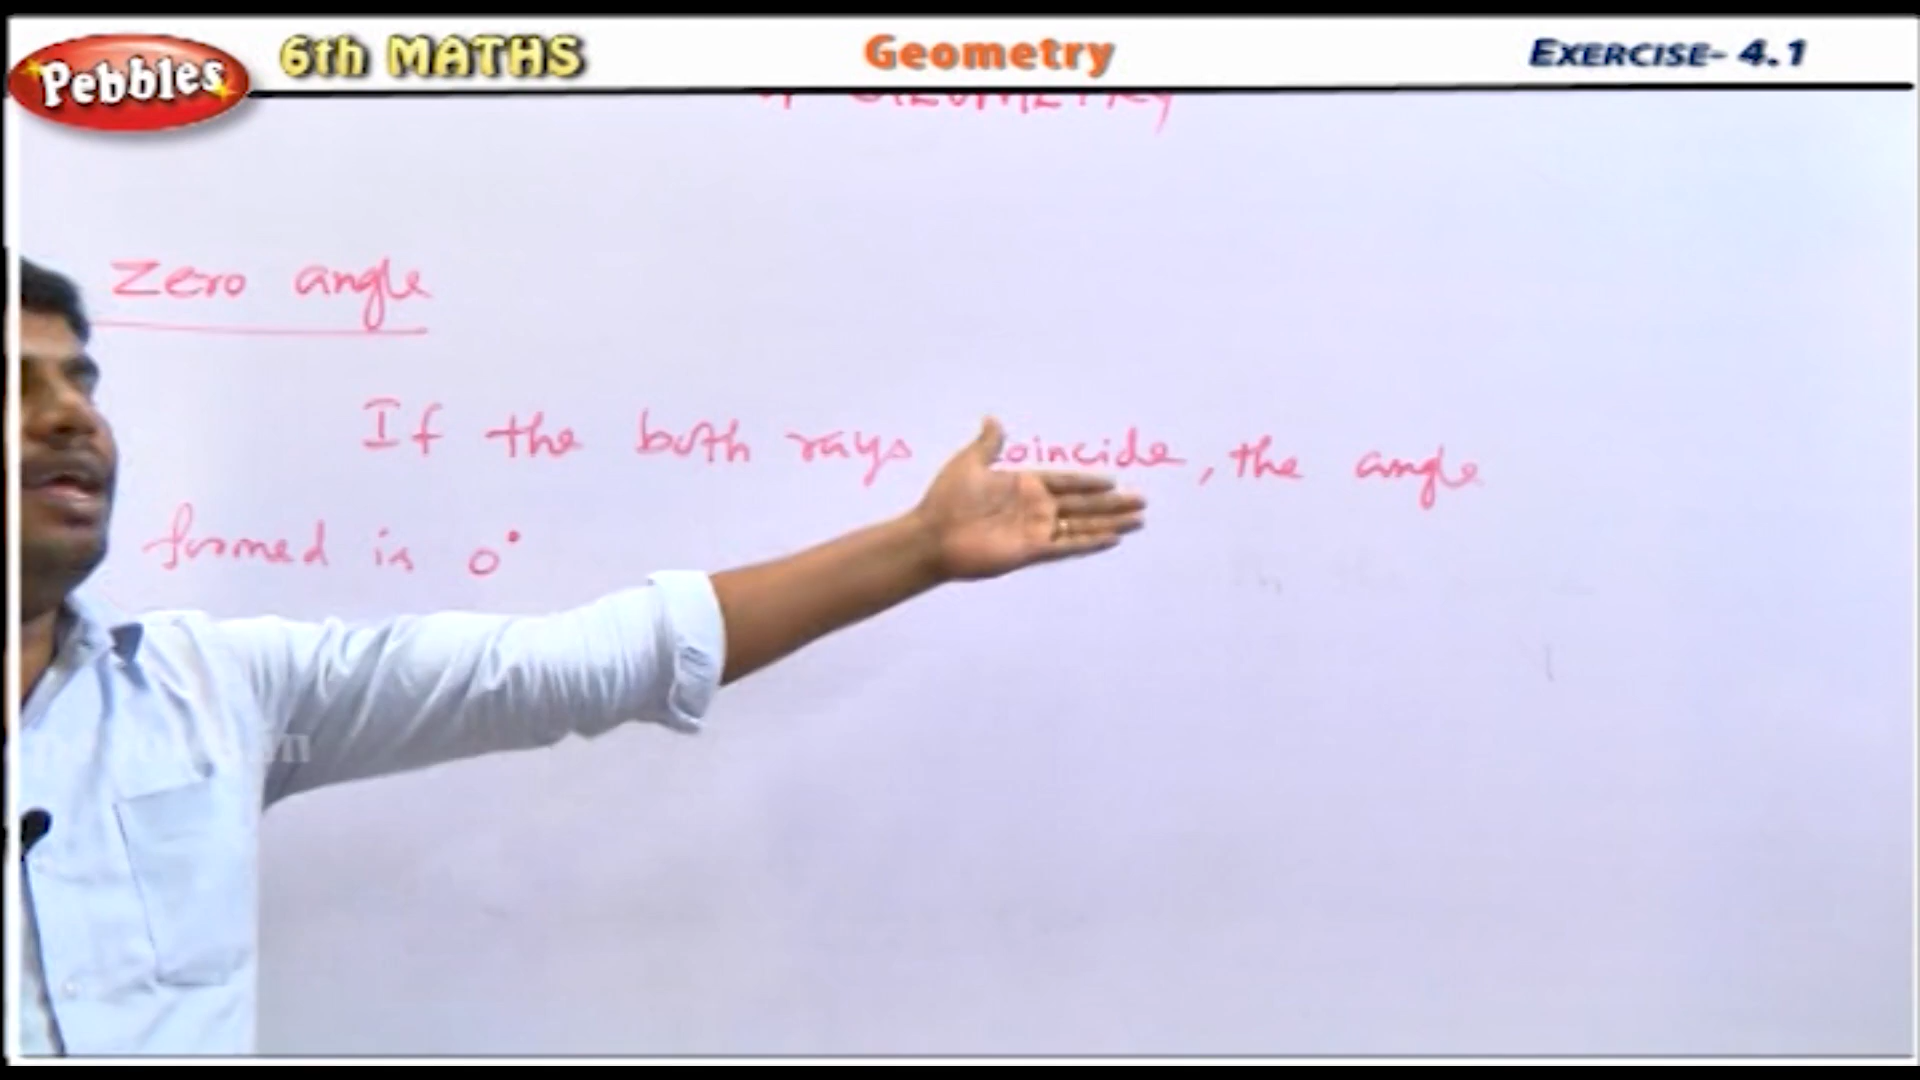 Pebbles
6th MATHS
Geometry
EXERCISE- 4.1
GEOMETRY
Zero angle
If the both rays coincide, the angle
formed is 0°